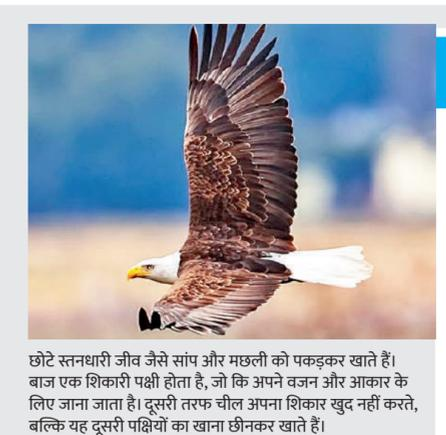 छोटे स्तनधारी जीव जैसे सांप और मछली को पकड़कर खाते हैं।
बाज एक शिकारी पक्षी होता है, जो कि अपने वजन और आकार के
लिए जाना जाता है। दूसरी तरफ चील अपना शिकार खुद नहीं करते,
बल्कि यह दूसरी पक्षियों का खाना छीनकर खाते हैं।